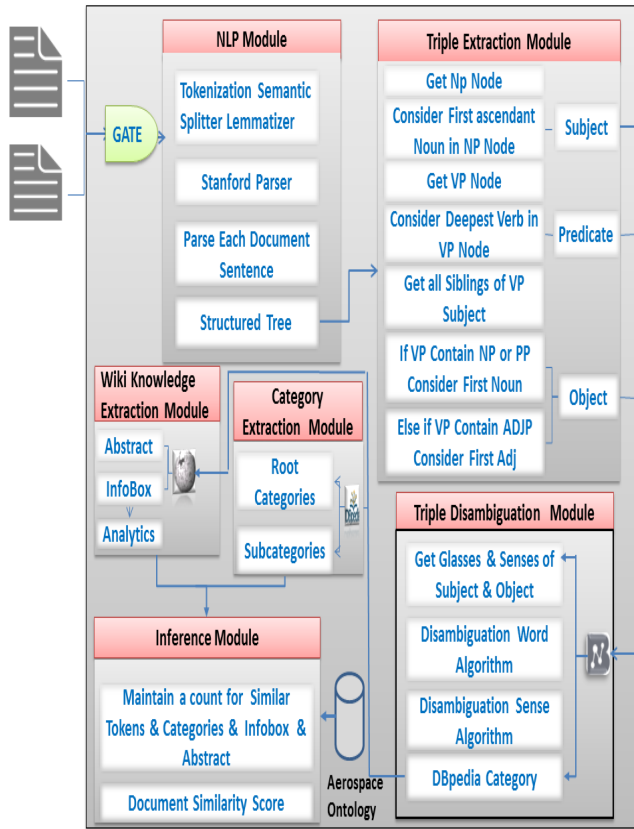 NLP Module
Tokenization Semantic
Splitter Lemmatizer
Stanford Parser
Parse Each Document
Sentence
Structured Tree
GATE
Triple Extraction Module
Get Np Node
Consider First ascendant
Noun in NP Node
Get VP Node
Consider Deepest Verb in
VP Node
Get all Siblings of VP
Subject
If VP Contain NP or PP
Consider First Noun
Else if VP Contain ADJP
Consider First Adj
Subject
Predicate
Object
Wiki Knowledge
Extraction Module
Abstract
InfoBox
Analytics
Category
Extraction Module
Root
Categories
Subcategories
Triple Disambiguation Module
Get Glasses & Senses of
Subject & Object
Disambiguation Word
Algorithm
Disambiguation Sense
Algorithm
DBpedia Category
Inference Module
Maintain a count for Similar
Tokens & Categories & Infobox &
Abstract
Document Similarity Score
Aerospace
Ontology